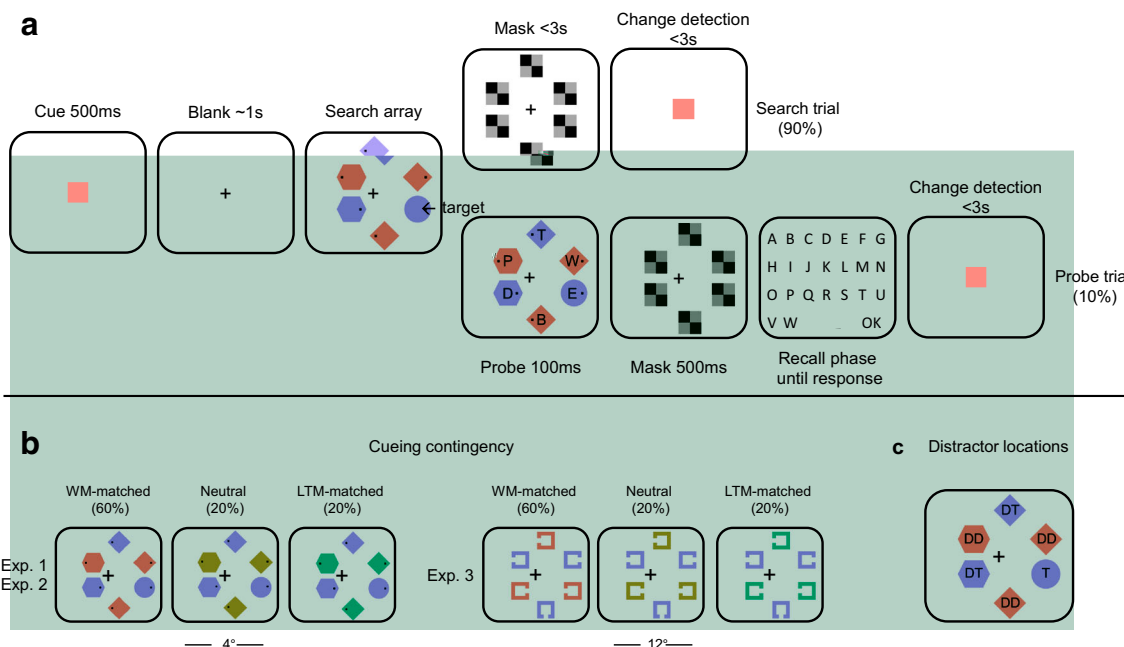 a
Mask <3s
Change detection
<3s
Cue 500ms
Blank ~1s
Search array
Search trial
(90%)
target
Change detection
<3s
T
P
W
D
E
B
A B C D E F G
H I J K L M N
O P Q R S T U
V W _ OK
Probe tria
(10%)
Probe 100ms
Mask 500ms
Recall phase
until response
b
Cueing contingency
c
Distractor locations
WM-matched
(60%)
Neutral
(20%)
LTM-matched
(20%)
WM-matched
(60%)
Neutral
(20%)
LTM-matched
(20%)
Exp. 1
Exp. 2
Exp. 3
DT
DD
DD
DT
T
DD
4°
12°